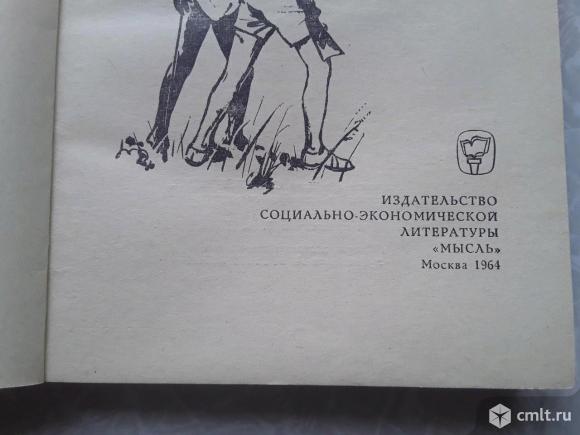 ИЗДАТЕЛЬСТВО
СОЦИАЛЬНО-ЭКОНОМИЧЕСКОЙ
ЛИТЕРАТУРЫ
«МЫСЛЬ»
Москва 1964
cmlt.ru